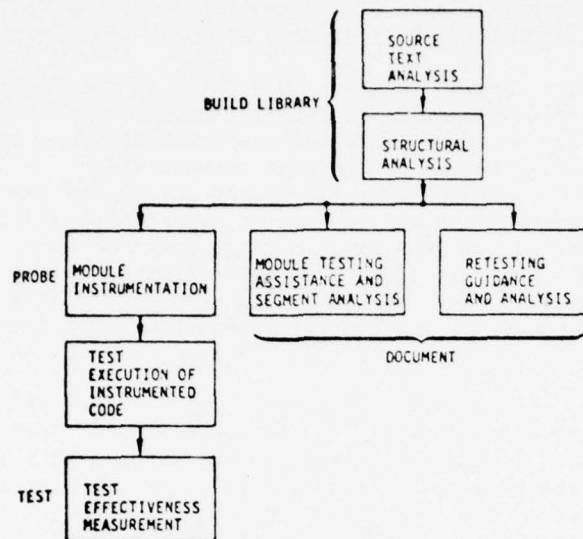 SOURCE
TEXT
ANALYSIS
BUILD LIBRARY
STRUCTURAL
ANALYSIS
PROBE
MODULE
INSTRUMENTATION
MODULE TESTING
ASSISTANCE AND
SEGMENT ANALYSIS
RETESTING
GUIDANCE
AND ANALYSIS
DOCUMENT
TEST
EXECUTION OF
INSTRUMENTED
CODE
TEST
TEST
EFFECTIVENESS
MEASUREMENT